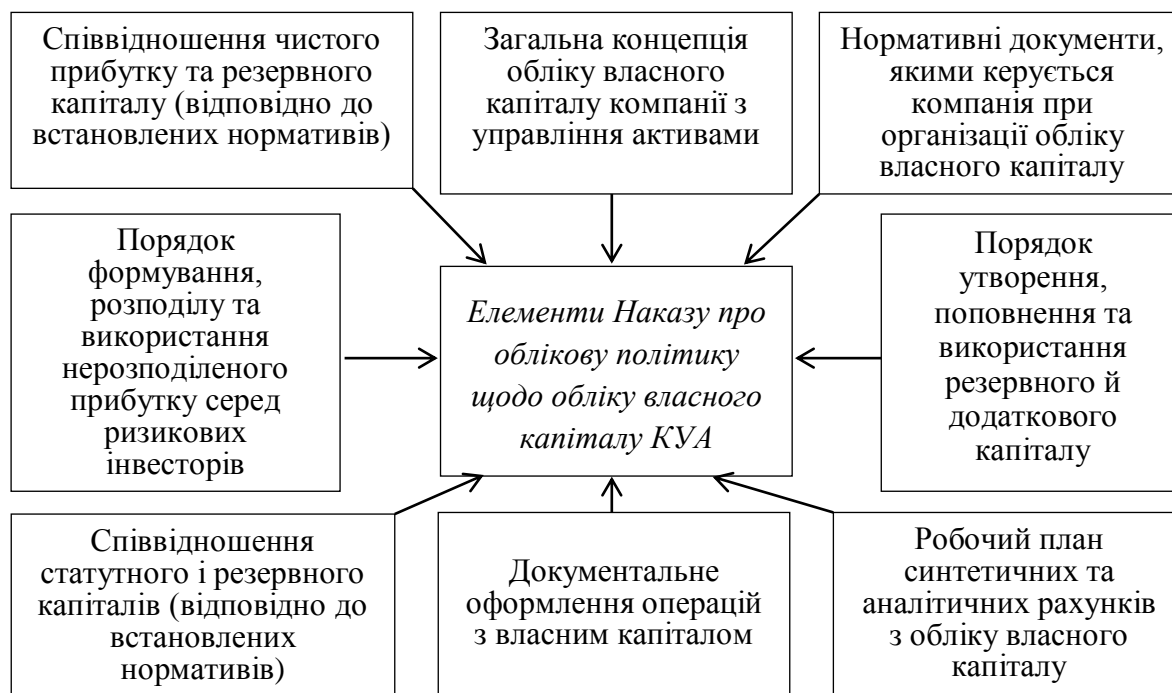 Співвідношення чистого
прибутку та резервного
капіталу (відповідно до
встановлених нормативів)
Загальна концепція
обліку власного
капіталу компанії з
управління активами
Нормативні документи,
якими керується
компанія при
організації обліку
власного капіталу
Порядок
формування,
розподілу та
використання
нерозподіленого
прибутку серед
ризикових
інвесторів
Елементи Наказу про
облікову політику
щодо обліку власного
капіталу КУА
Порядок
утворення,
поповнення та
використання
резервного й
додаткового
капіталу
Співвідношення
статутного і резервного
капіталів (відповідно до
встановлених
нормативів)
Документальне
оформлення операцій
з власним капіталом
Робочий план
синтетичних та
аналітичних рахунків
з обліку власного
капіталу